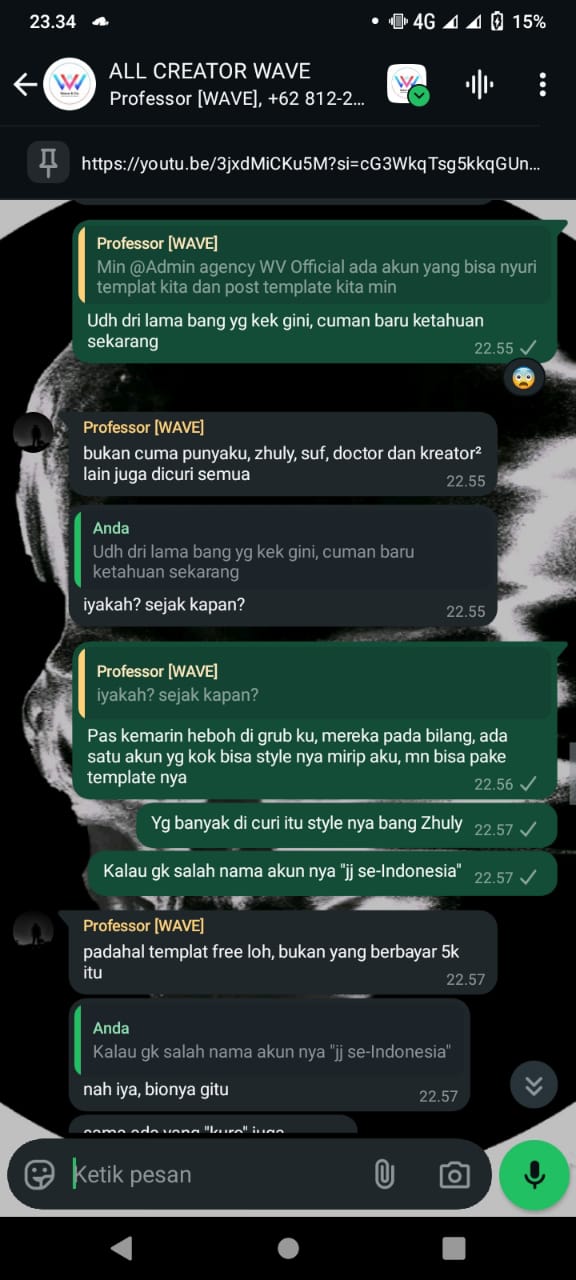 23.34
4G
15%
ALL CREATOR WAVE
Professor [WAVE], +62 812-2...
https://youtu.be/3jxdMiCKu5M?si=cG3WkqTsg5kkqGUn...
Professor [WAVE]
Min @Admin agency WV Official ada akun yang bisa nyuri
templat kita dan post template kita min
Udh dri lama bang yg kek gini, cuman baru ketahuan
sekarang
22.55
Professor [WAVE]
bukan cuma punyaku, zhuly, suf, doctor dan kreator²
lain juga dicuri semua
22.55
Anda
Udh dri lama bang yg kek gini, cuman baru
ketahuan sekarang
iyakah? sejak kapan?
22.55
Professor [WAVE]
iyakah? sejak kapan?
Pas kemarin heboh di grub ku, mereka pada bilang, ada
satu akun yg kok bisa style nya mirip aku, mn bisa pake
template nya
22.56
Yg banyak di curi itu style nya bang Zhuly 22.57
Kalau gk salah nama akun nya "jj se-Indonesia" 22.57
Professor [WAVE]
padahal templat free loh, bukan yang berbayar 5k
itu
22.57
Anda
Kalau gk salah nama akun nya "jj se-Indonesia"
nah iya, bionya gitu
22.57
sama ada yang "kuro" juga
Ketik pesan